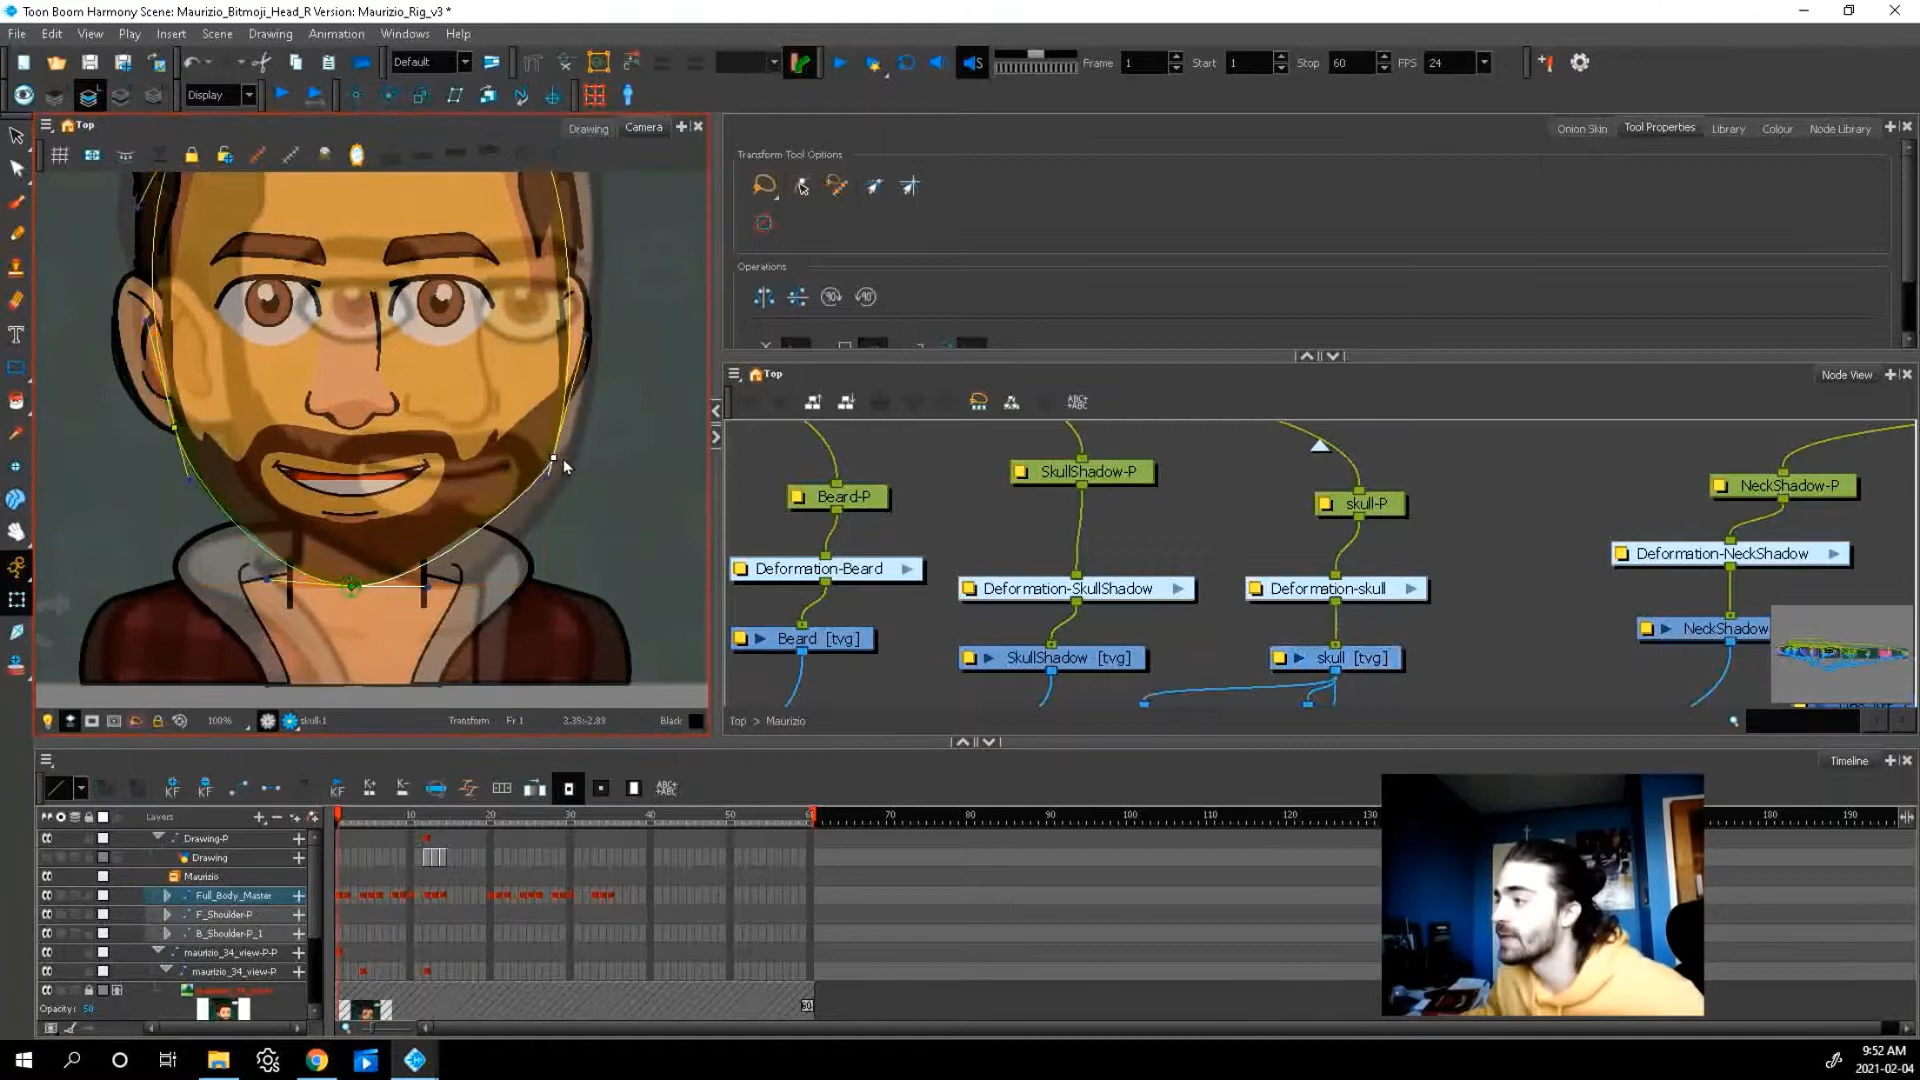 Toon Boom Harmony Scene: Maurizio_Bitmoji_Head_R Version: Maurizio_Rig_v3 *
File Edit View Play Insert Scene Drawing Animation Windows Help
Default
Frame 1 Start 1 Stop 60 FPS 24
Display
Top
Drawing Camera
Onion Skin Tool Properties Library Colour Node Library
Transform Tool Options
Operations
Top
Node View
ABC+
Beard-P
SkullShadow-P
skull-P
NeckShadow-P
Deformation-Beard
Deformation-SkullShadow
Deformation-skull
Deformation-NeckShadow
Beard [tvg]
SkullShadow [tvg]
skull [tvg]
NeckShadow
100% skull-1 Transform Fr 1 Black
Top > Maurizio
Timeline
KF KF KF K+ K- ABC+
Layers 10 20 30 40 50 70 80 90 100 110 120 180 190
Drawing-P
Drawing
Maurizio
Full_Body_Master
F_Shoulder-P
B_Shoulder-P_1
maurizio_34_view-P-P
maurizio_34_view-P
Opacity: 50
9:52 AM
2021-02-04